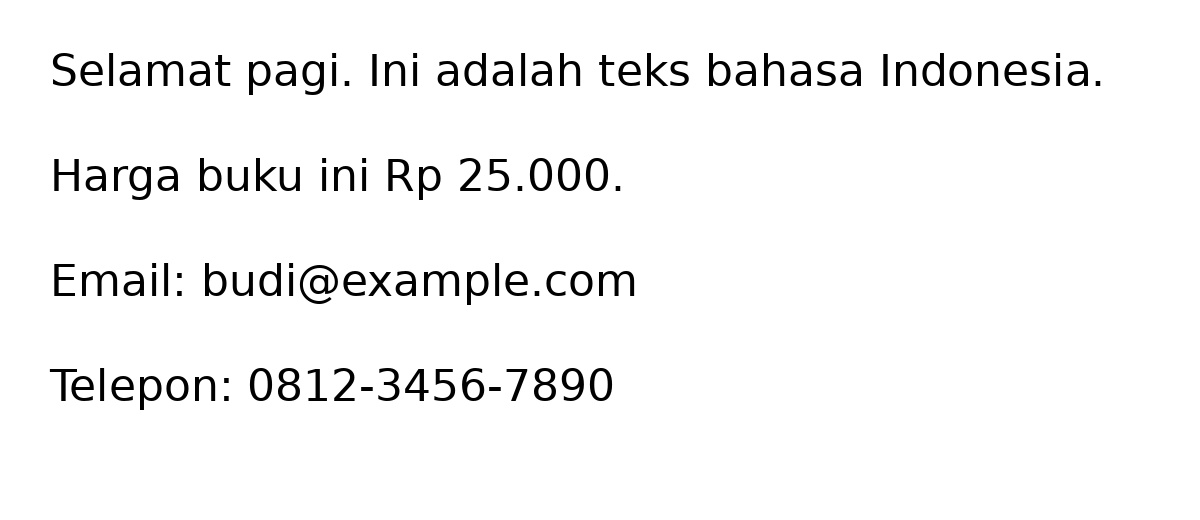 Selamat pagi. Ini adalah teks bahasa Indonesia.
Harga buku ini Rp 25.000.
Email: budi@example.com
Telepon: 0812-3456-7890